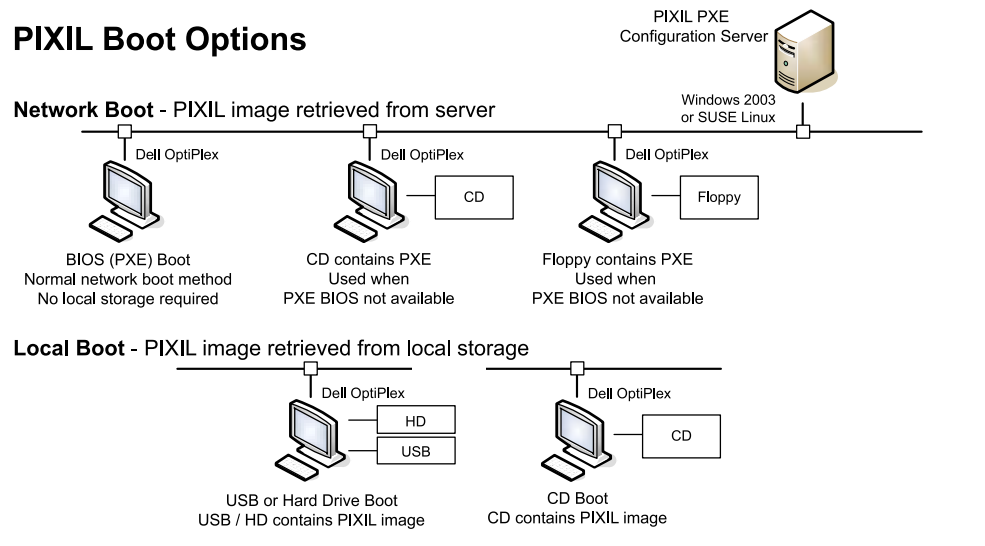 PIXIL Boot Options
PIXIL PXE
Configuration Server
Network Boot - PIXIL image retrieved from server
Windows 2003
or SUSE Linux
Dell OptiPlex
Dell OptiPlex
Dell OptiPlex
CD
Floppy
BIOS (PXE) Boot
Normal network boot method
No local storage required
CD contains PXE
Used when
PXE BIOS not available
Floppy contains PXE
Used when
PXE BIOS not available
Local Boot - PIXIL image retrieved from local storage
Dell OptiPlex
HD
USB
USB or Hard Drive Boot
USB / HD contains PIXIL image
Dell OptiPlex
CD
CD Boot
CD contains PIXIL image